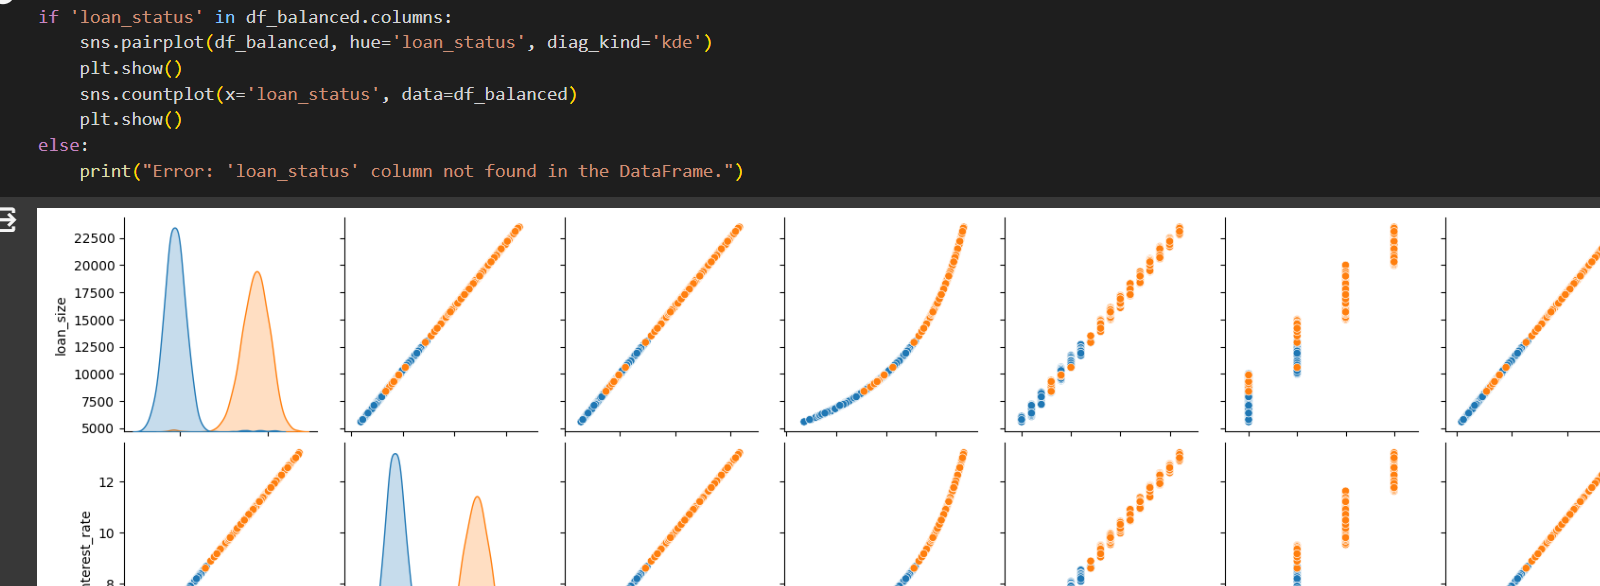 if 'loan_status' in df_balanced.columns:
    sns.pairplot(df_balanced, hue='loan_status', diag_kind='kde')
    plt.show()
    sns.countplot(x='loan_status', data=df_balanced)
    plt.show()
else:
    print("Error: 'loan_status' column not found in the DataFrame.")
22500
20000
17500
15000
12500
10000
7500
5000
loan_size
12
10
8
nterest_rate